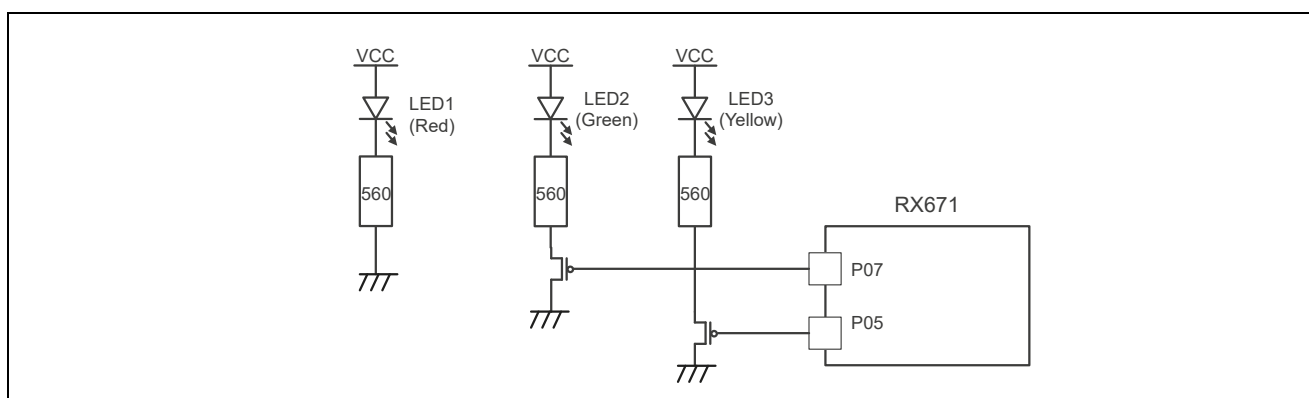 VCC
VCC
VCC
LED1
(Red)
LED2
(Green)
LED3
(Yellow)
560
560
560
RX671
P07
P05